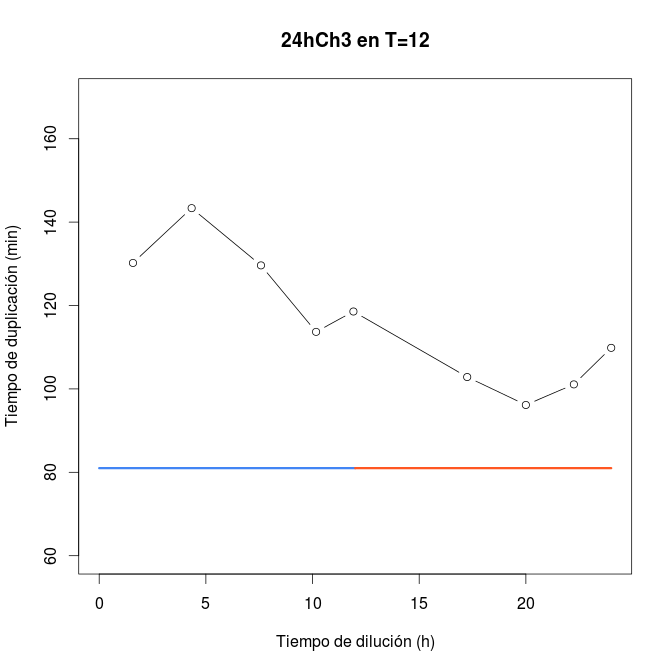 24hCh3 en T=12
Tiempo de duplicación (min)
160
140
120
100
80
60
0 5 10 15 20
Tiempo de dilución (h)